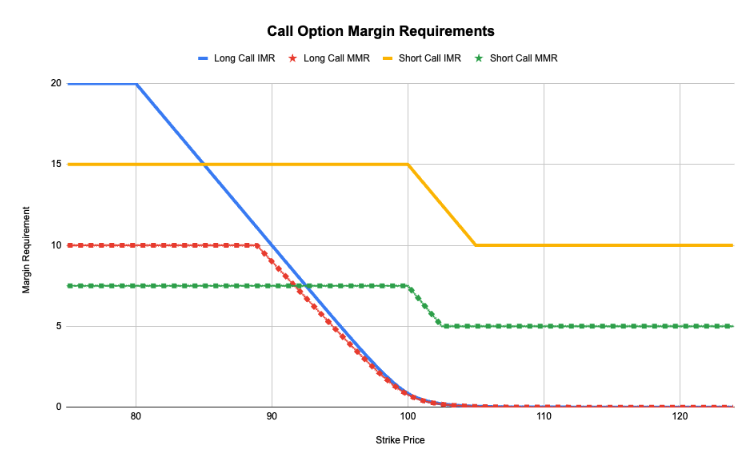 Call Option Margin Requirements
Long Call IMR Long Call MMR Short Call IMR Short Call MMR
20
15
10
5
0
Margin Requirement
80 90 100 110 120
Strike Price